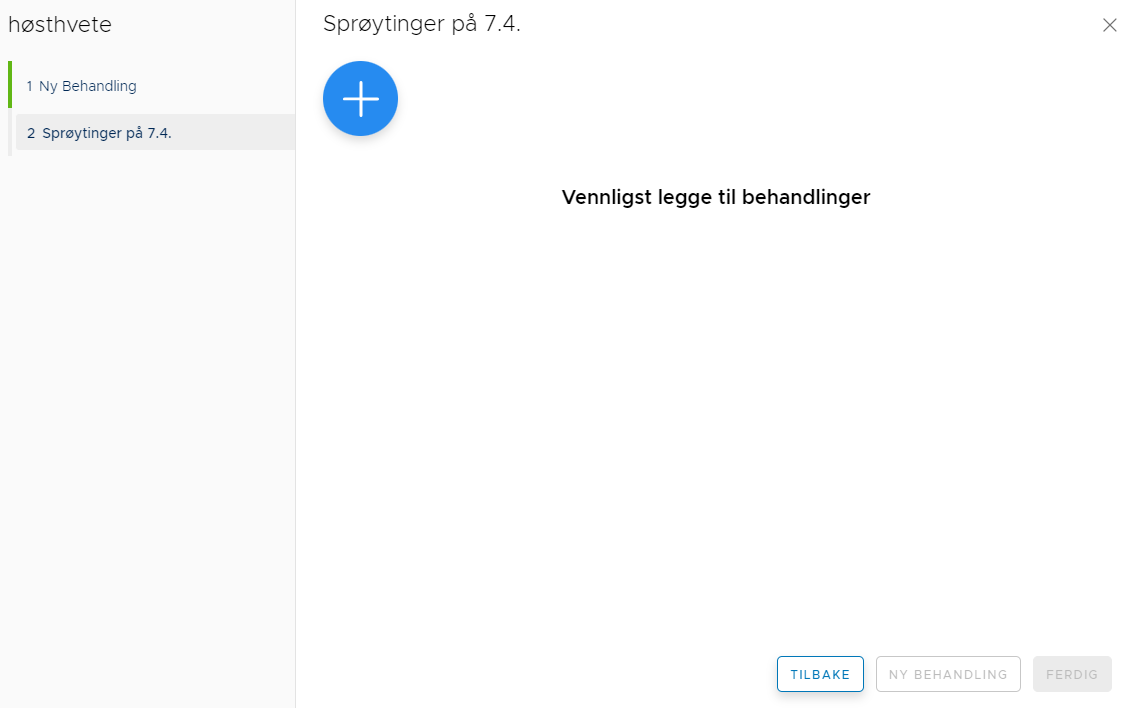 høsthvete
1 Ny Behandling
2 Sprøytinger på 7.4.
Sprøytinger på 7.4.
Vennligst legge til behandlinger
TILBAKE
NY BEHANDLING
FERDIG